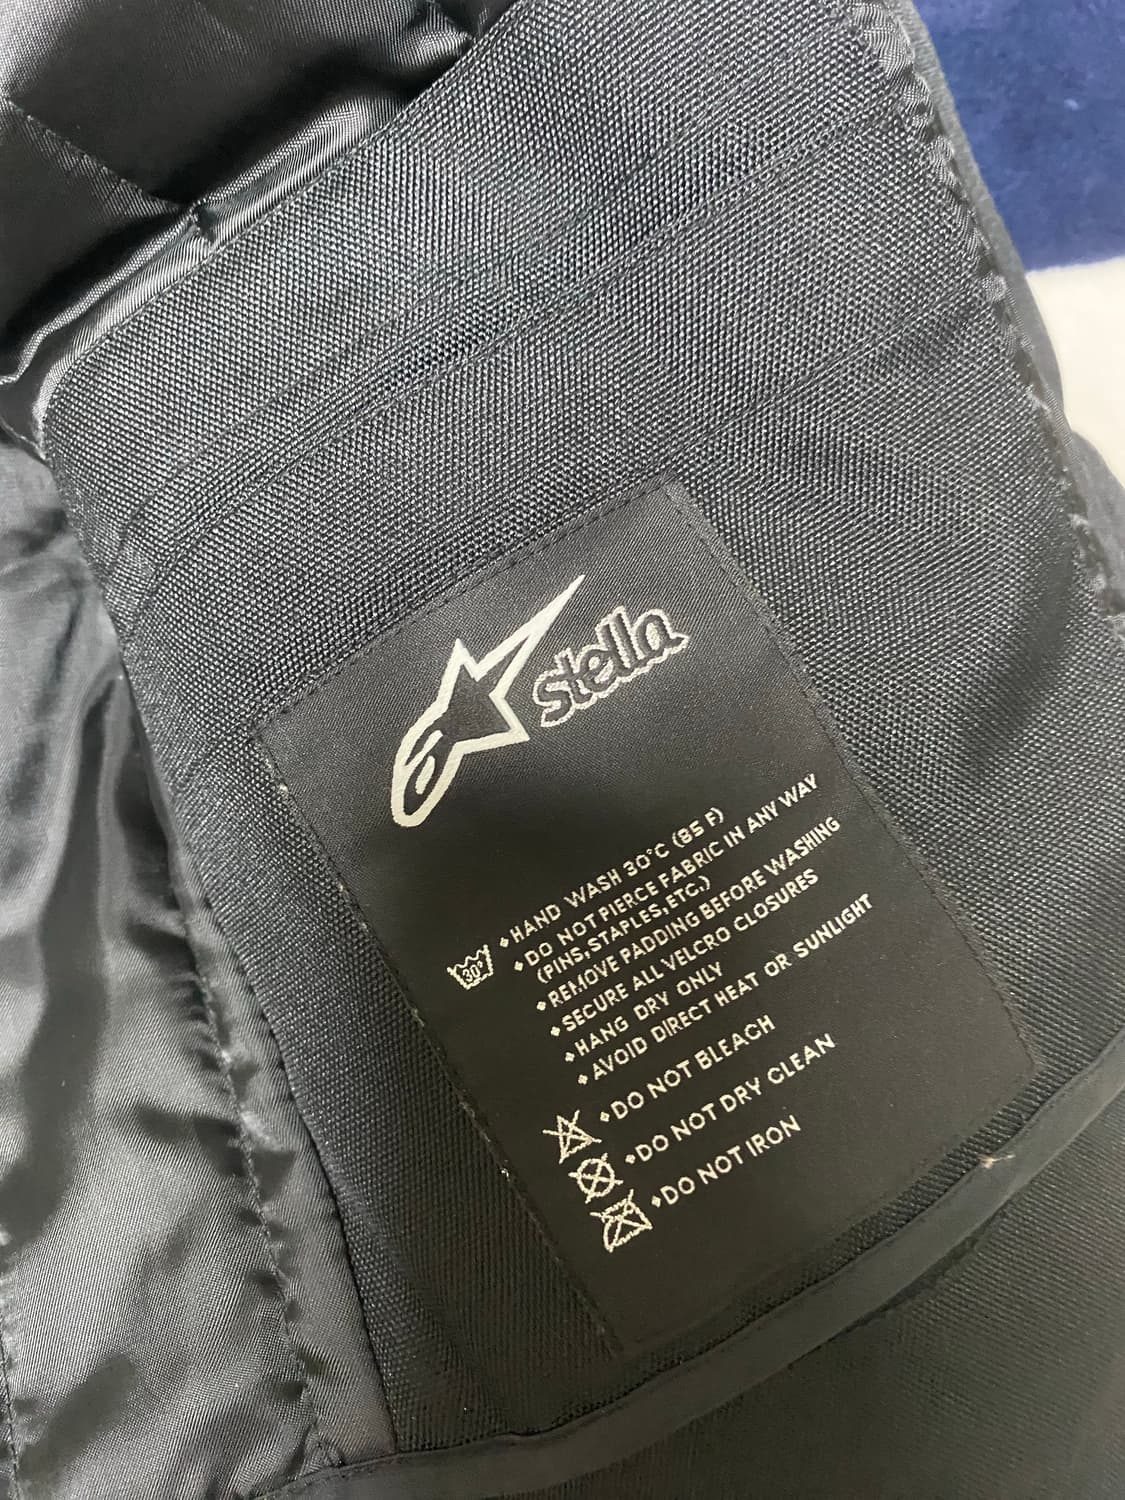 stella
30°
♦HAND WASH 30°C (85 F)
♦DO NOT PIERCE FABRIC IN ANY WAY
(PINS, STAPLES, ETC.)
♦REMOVE PADDING BEFORE WASHING
♦SECURE ALL VELCRO CLOSURES
♦HANG DRY ONLY
♦AVOID DIRECT HEAT OR SUNLIGHT
♦DO NOT BLEACH
♦DO NOT DRY CLEAN
♦DO NOT IRON